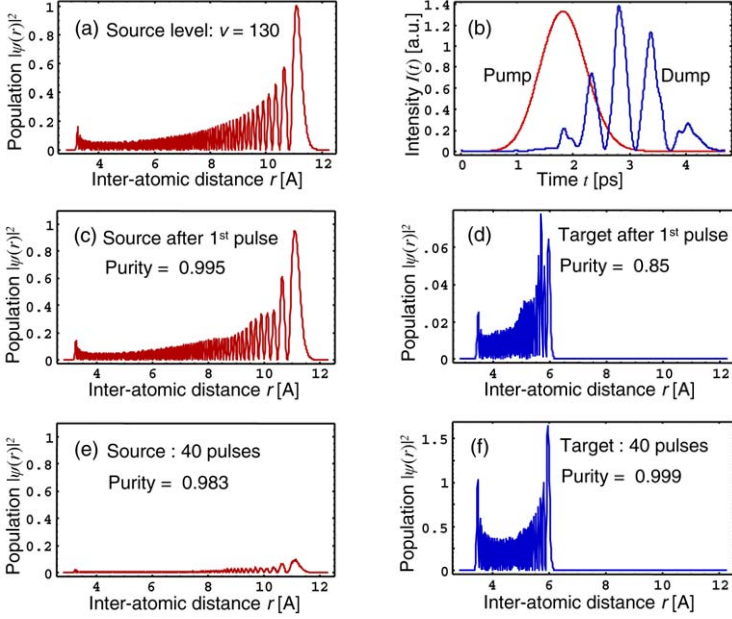 (a) Source level: v = 130
Population |ψ(r)|²
1
0.8
0.6
0.4
0.2
0
4 6 8 10 12
Inter-atomic distance r [A]
(b)
Intensity I(t) [a.u.]
1.4
1.2
1
0.8
0.6
0.4
0.2
0
Pump
Dump
0 1 2 3 4
Time t [ps]
(c) Source after 1st pulse
Purity = 0.995
Population |ψ(r)|²
1
0.8
0.6
0.4
0.2
0
4 6 8 10 12
Inter-atomic distance r [A]
(d) Target after 1st pulse
Purity = 0.85
Population |ψ(r)|²
.06
.04
.02
0
4 6 8 10 12
Inter-atomic distance r [A]
(e) Source : 40 pulses
Purity = 0.983
Population |ψ(r)|²
1
0.8
0.6
0.4
0.2
0
4 6 8 10 12
Inter-atomic distance r [A]
(f) Target : 40 pulses
Purity = 0.999
Population |ψ(r)|²
1.5
1
0.5
0
4 6 8 10 12
Inter-atomic distance r [A]